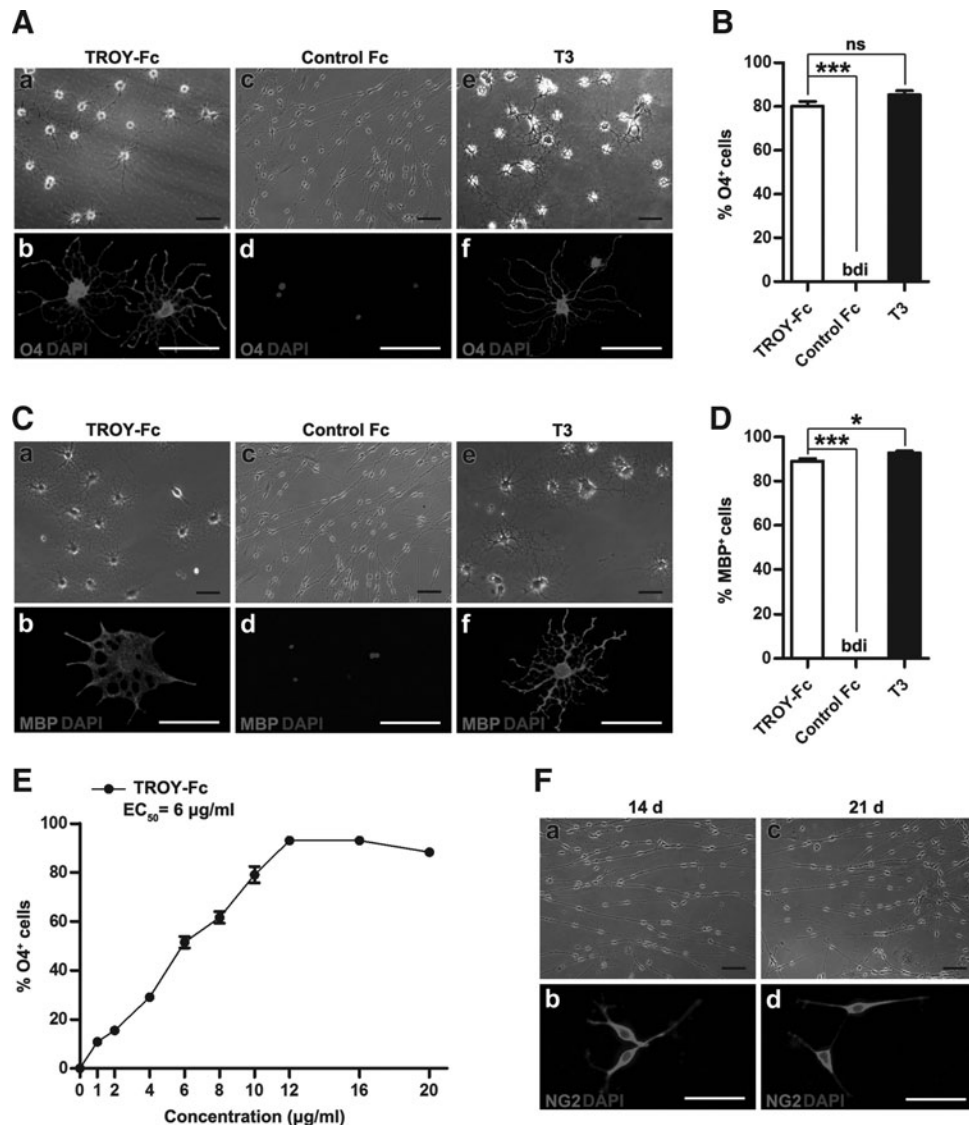 A
TROY-Fc Control Fc T3
a c e
b d f
O4 DAPI O4 DAPI O4 DAPI
B
ns
***
100
80
60
40
20
0
% O4⁺ cells
bdi
TROY-Fc Control Fc T3
C
TROY-Fc Control Fc T3
a c e
b d f
MBP DAPI MBP DAPI MBP DAPI
D
*
***
100
80
60
40
20
0
% MBP⁺ cells
bdi
TROY-Fc Control Fc T3
E
TROY-Fc
EC₅₀= 6 µg/ml
100
80
60
40
20
0
% O4⁺ cells
0 1 2 4 6 8 10 12 16 20
Concentration (µg/ml)
F
14 d 21 d
a c
b d
NG2 DAPI NG2 DAPI